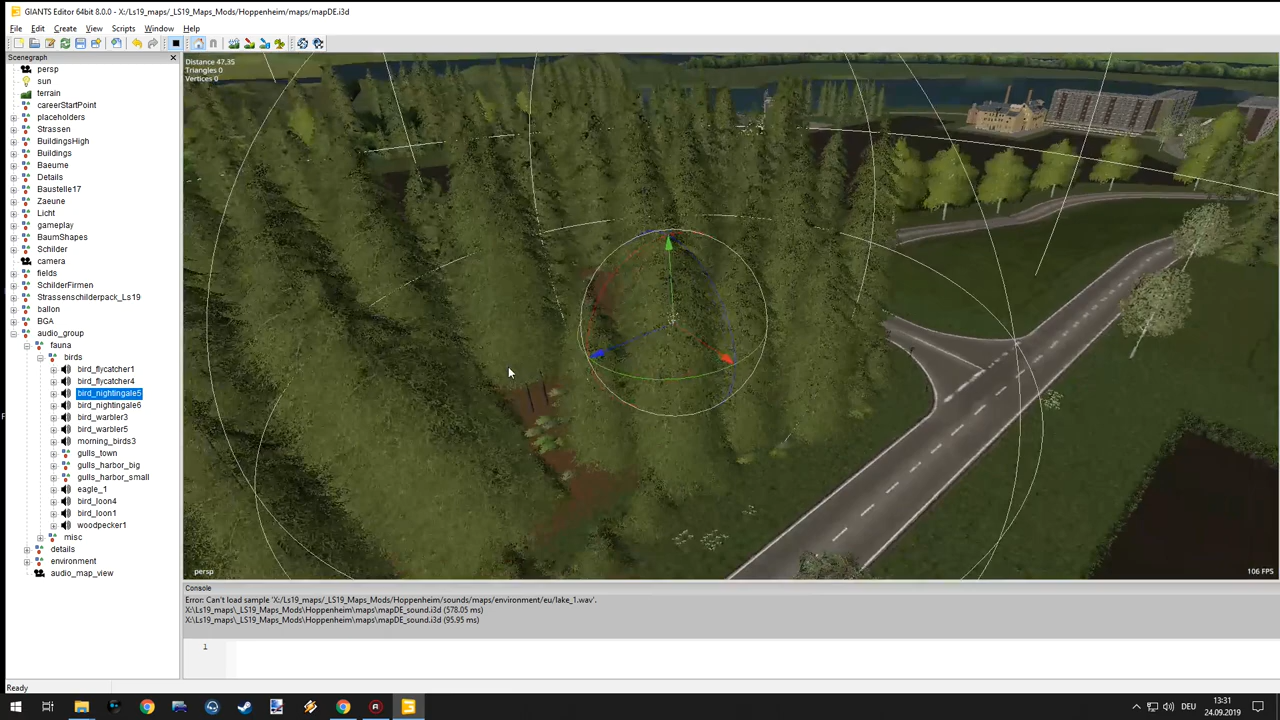 GIANTS Editor 64bit 8.0.0 - X:/Ls19_maps/_LS19_Maps_Mods/Hoppenheim/maps/mapDE.i3d
File Edit Create View Scripts Window Help
Scenegraph
persp
sun
terrain
careerStartPoint
placeholders
Strassen
BuildingsHigh
Buildings
Baeume
Details
Baustelle17
Zaeune
Licht
gameplay
BaumShapes
Schilder
camera
fields
SchilderFirmen
Strassenschilderpack_Ls19
ballon
BGA
audio_group
fauna
birds
bird_flycatcher1
bird_flycatcher4
bird_nightingale5
bird_nightingale6
bird_warbler3
bird_warbler5
morning_birds3
gulls_town
gulls_harbor_big
gulls_harbor_small
eagle_1
bird_loon4
bird_loon1
woodpecker1
misc
details
environment
audio_map_view
Distance 47,35
Triangles 0
Vertices 0
persp
106 FPS
Console
Error: Can't load sample 'X:/Ls19_maps/_LS19_Maps_Mods/Hoppenheim/sounds/maps/environment/eu/lake_1.wav'.
X:\Ls19_maps\_LS19_Maps_Mods\Hoppenheim\maps\mapDE_sound.i3d (578.05 ms)
X:\Ls19_maps\_LS19_Maps_Mods\Hoppenheim\maps\mapDE_sound.i3d (95.95 ms)
1
Ready
DEU
13:31
24.09.2019